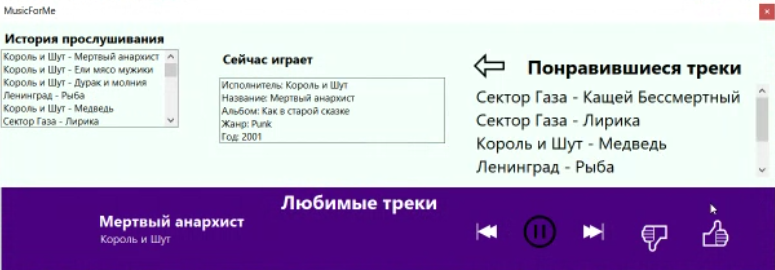 MusicForMe
История прослушивания
Король и Шут - Мертвый анархист
Король и Шут - Ели мясо мужики
Король и Шут - Дурак и молния
Ленинград - Рыба
Король и Шут - Медведь
Сектор Газа - Лирика
Сейчас играет
Исполнитель: Король и Шут
Название: Мертвый анархист
Альбом: Как в старой сказке
Жанр: Punk
Год: 2001
Понравившиеся треки
Сектор Газа - Кащей Бессмертный
Сектор Газа - Лирика
Король и Шут - Медведь
Ленинград - Рыба
Любимые треки
Мертвый анархист
Король и Шут